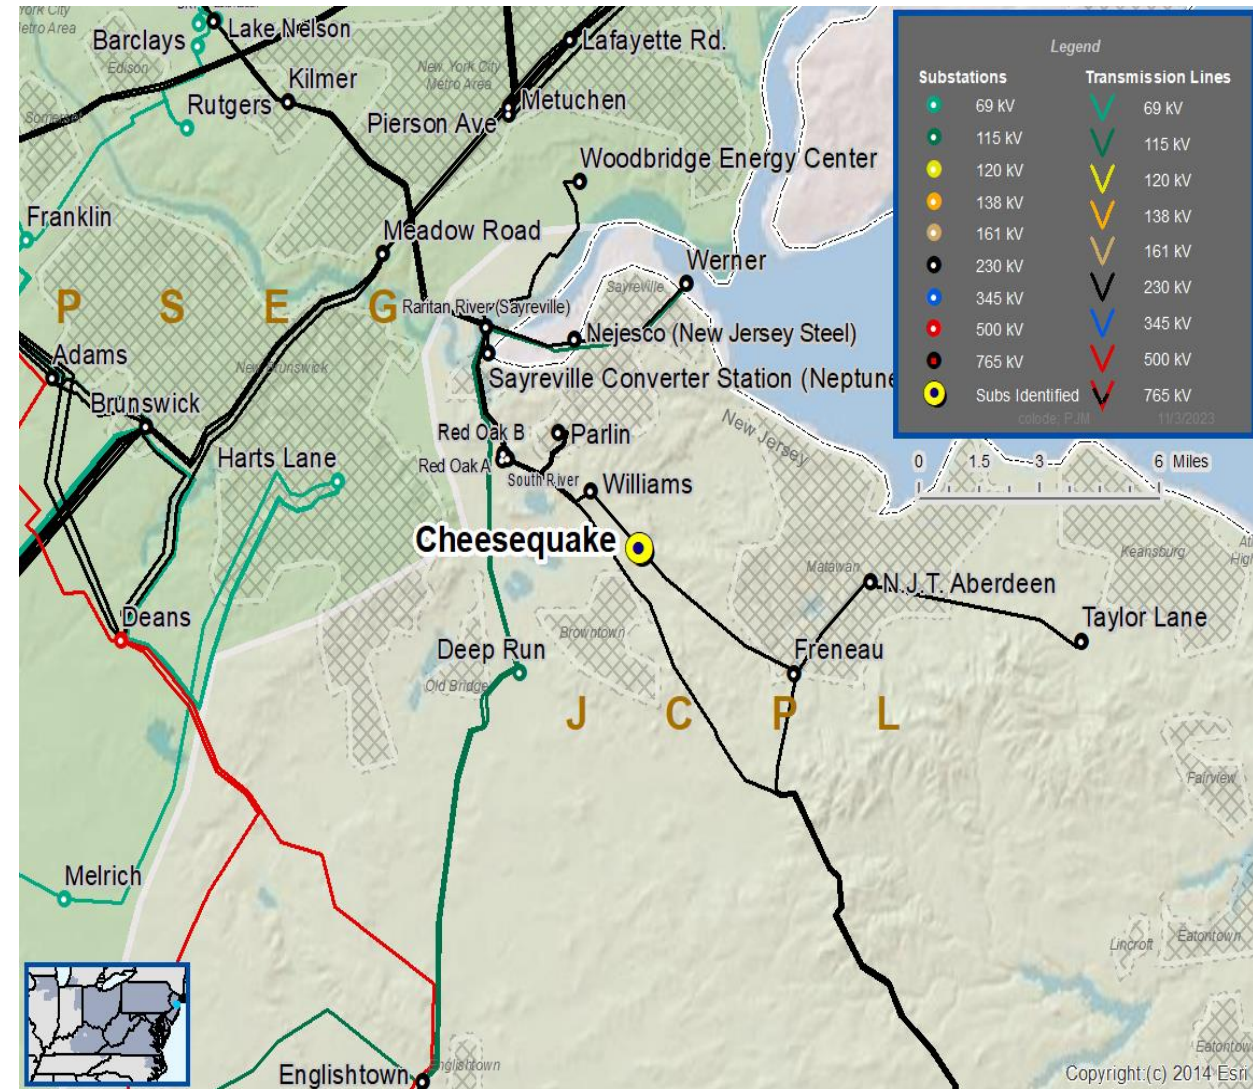 York City
Metro Area
Lake Nelson
Barclays
Edison
Kilmer
Lafayette Rd.
New York City
Metro Area
Rutgers
Metuchen
Pierson Ave
Woodbridge Energy Center
Franklin
Meadow Road
Werner
P S E G
Sayreville
Raritan River (Sayreville)
Nejesco (New Jersey Steel)
Adams
New Brunswick
Sayreville Converter Station (Neptune
Brunswick
Red Oak B
Parlin
New Jersey
Harts Lane
Red Oak A
South River
Williams
Cheesequake
Keansburg
Matawan
N.J.T. Aberdeen
Deans
Browntown
Taylor Lane
Deep Run
Freneau
Old Bridge
J C P L
Fairview
Melrich
Lincroft
Eatontown
Englishtown
Englishtown
Eatontow
Copyright:(c) 2014 Esri
Legend
Substations
Transmission Lines
69 kV
69 kV
115 kV
115 kV
120 kV
120 kV
138 kV
138 kV
161 kV
161 kV
230 kV
230 kV
345 kV
345 kV
500 kV
500 kV
765 kV
765 kV
Subs Identified
colode; PJM
11/3/2023
0 1.5 3 6 Miles